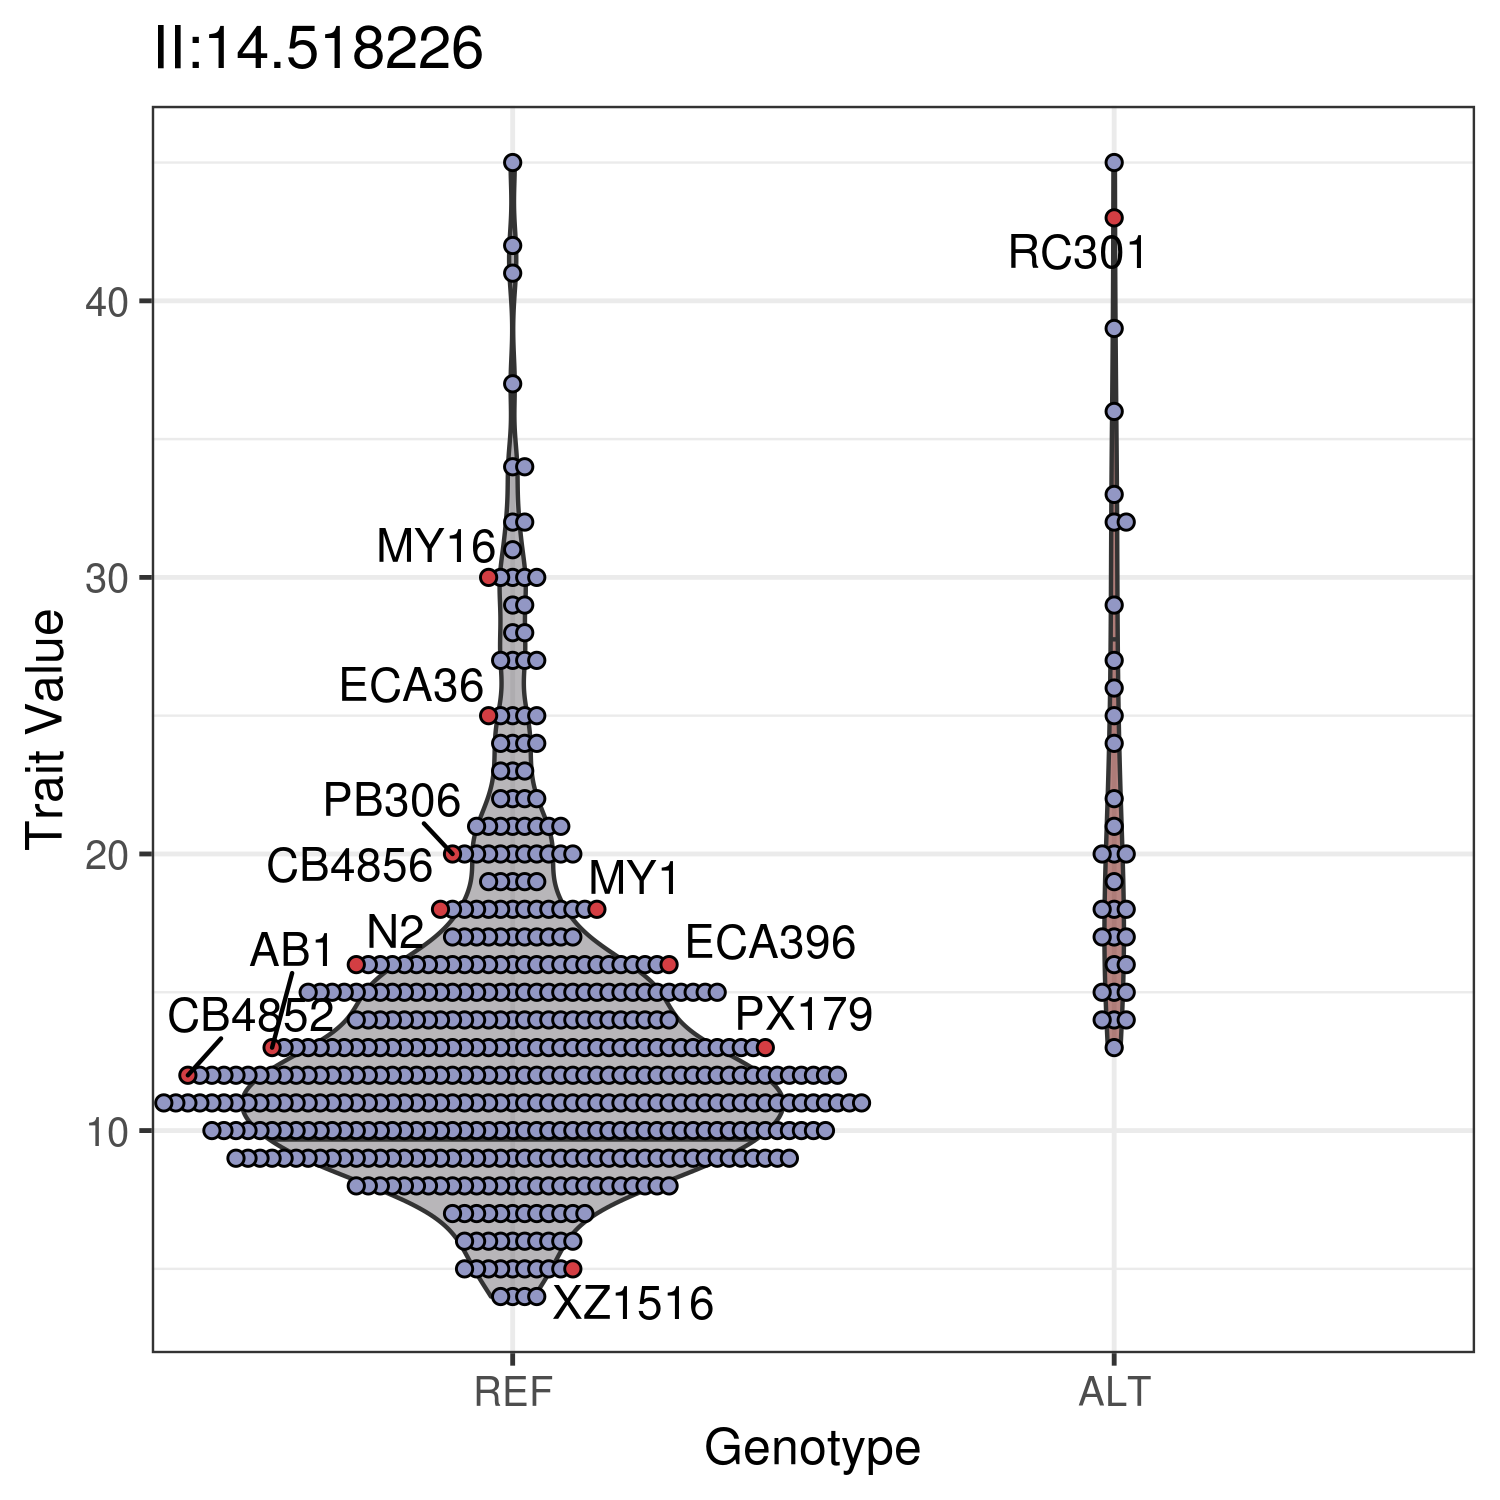 II:14.518226
Trait Value
40
30
20
10
RC301
MY16
ECA36
PB306
CB4856
MY1
N2
AB1
ECA396
CB4852
PX179
XZ1516
REF
ALT
Genotype